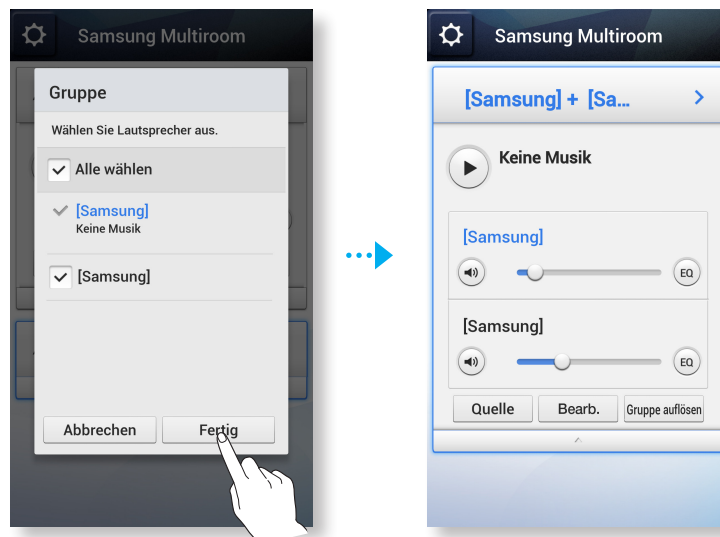 Samsung Multiroom
Gruppe
Wählen Sie Lautsprecher aus.
Alle wählen
[Samsung]
Keine Musik
[Samsung]
Abbrechen
Fertig
Samsung Multiroom
[Samsung] + [Sa...
Keine Musik
[Samsung]
EQ
[Samsung]
EQ
Quelle
Bearb.
Gruppe auflösen